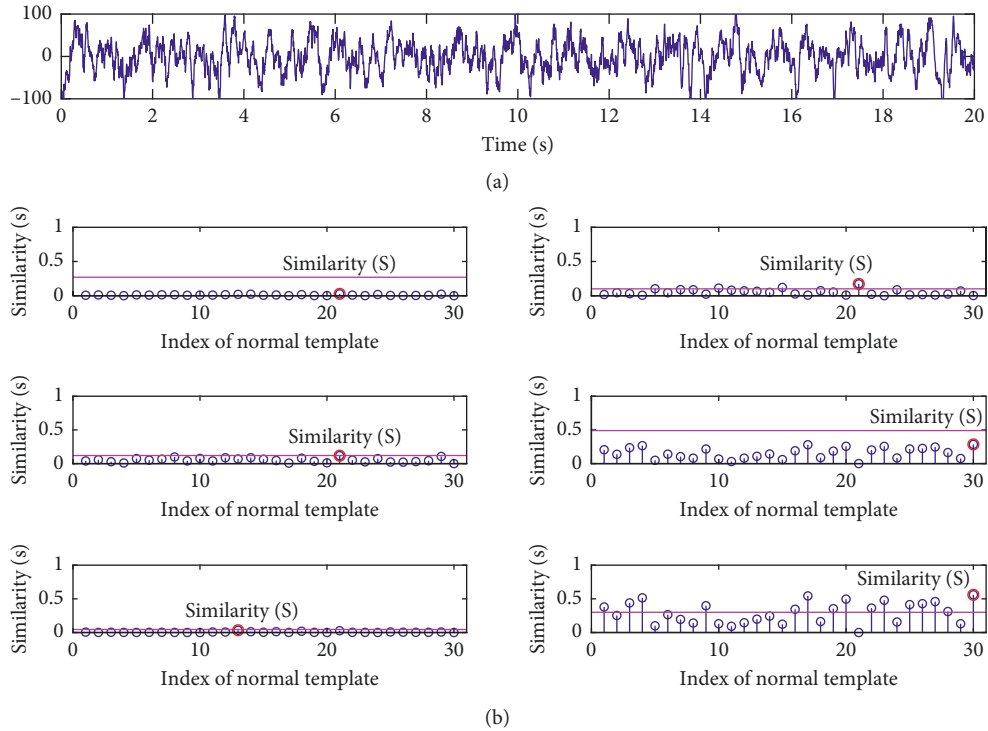 100
0
−100
0 2 4 6 8 10 12 14 16 18 20
Time (s)
(a)
Similarity (s)
1
0.5
0
Similarity (S)
0 10 20 30
Index of normal template
Similarity (s)
1
0.5
0
Similarity (S)
0 10 20 30
Index of normal template
Similarity (s)
1
0.5
0
Similarity (S)
0 10 20 30
Index of normal template
Similarity (s)
1
0.5
0
Similarity (S)
0 10 20 30
Index of normal template
Similarity (s)
1
0.5
0
Similarity (S)
0 10 20 30
Index of normal template
Similarity (s)
1
0.5
0
Similarity (S)
0 10 20 30
Index of normal template
(b)